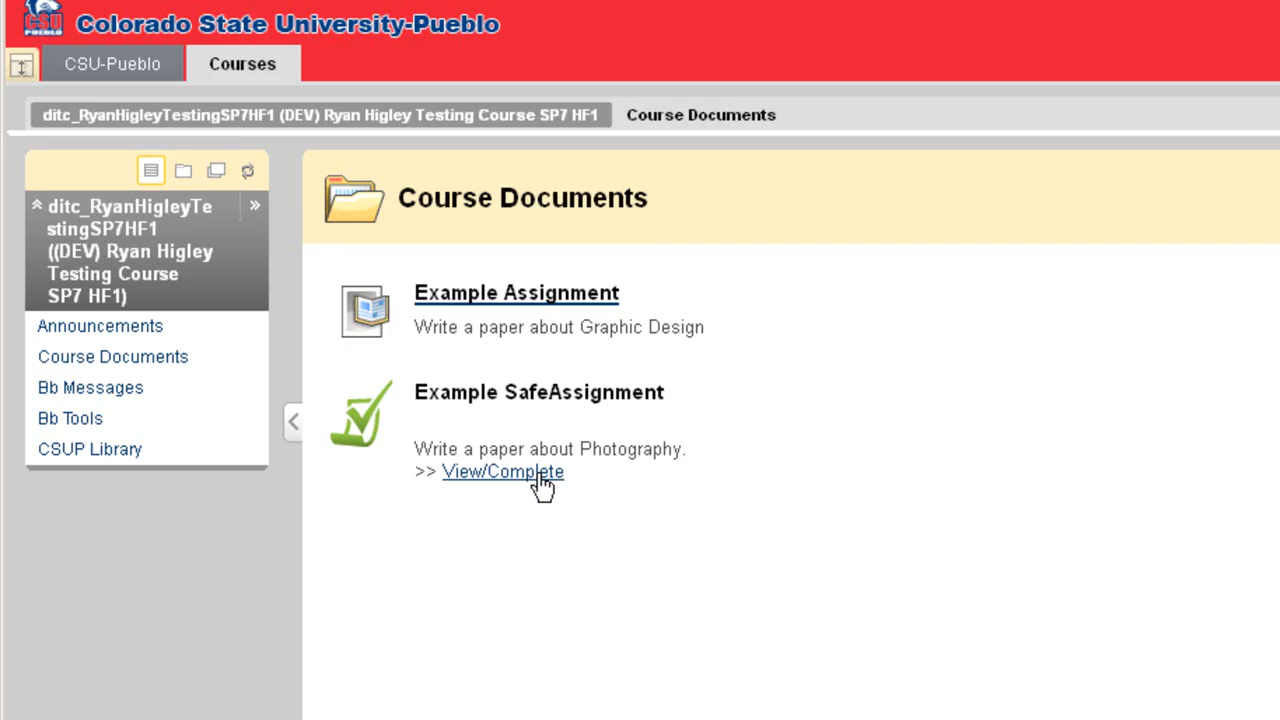 CSU
PUEBLO
Colorado State University-Pueblo
CSU-Pueblo
Courses
ditc_RyanHigleyTestingSP7HF1 (DEV) Ryan Higley Testing Course SP7 HF1
Course Documents
ditc_RyanHigleyTe
stingSP7HF1
((DEV) Ryan Higley
Testing Course
SP7 HF1)
Announcements
Course Documents
Bb Messages
Bb Tools
CSUP Library
Course Documents
Example Assignment
Write a paper about Graphic Design
Example SafeAssignment
Write a paper about Photography.
>> View/Complete